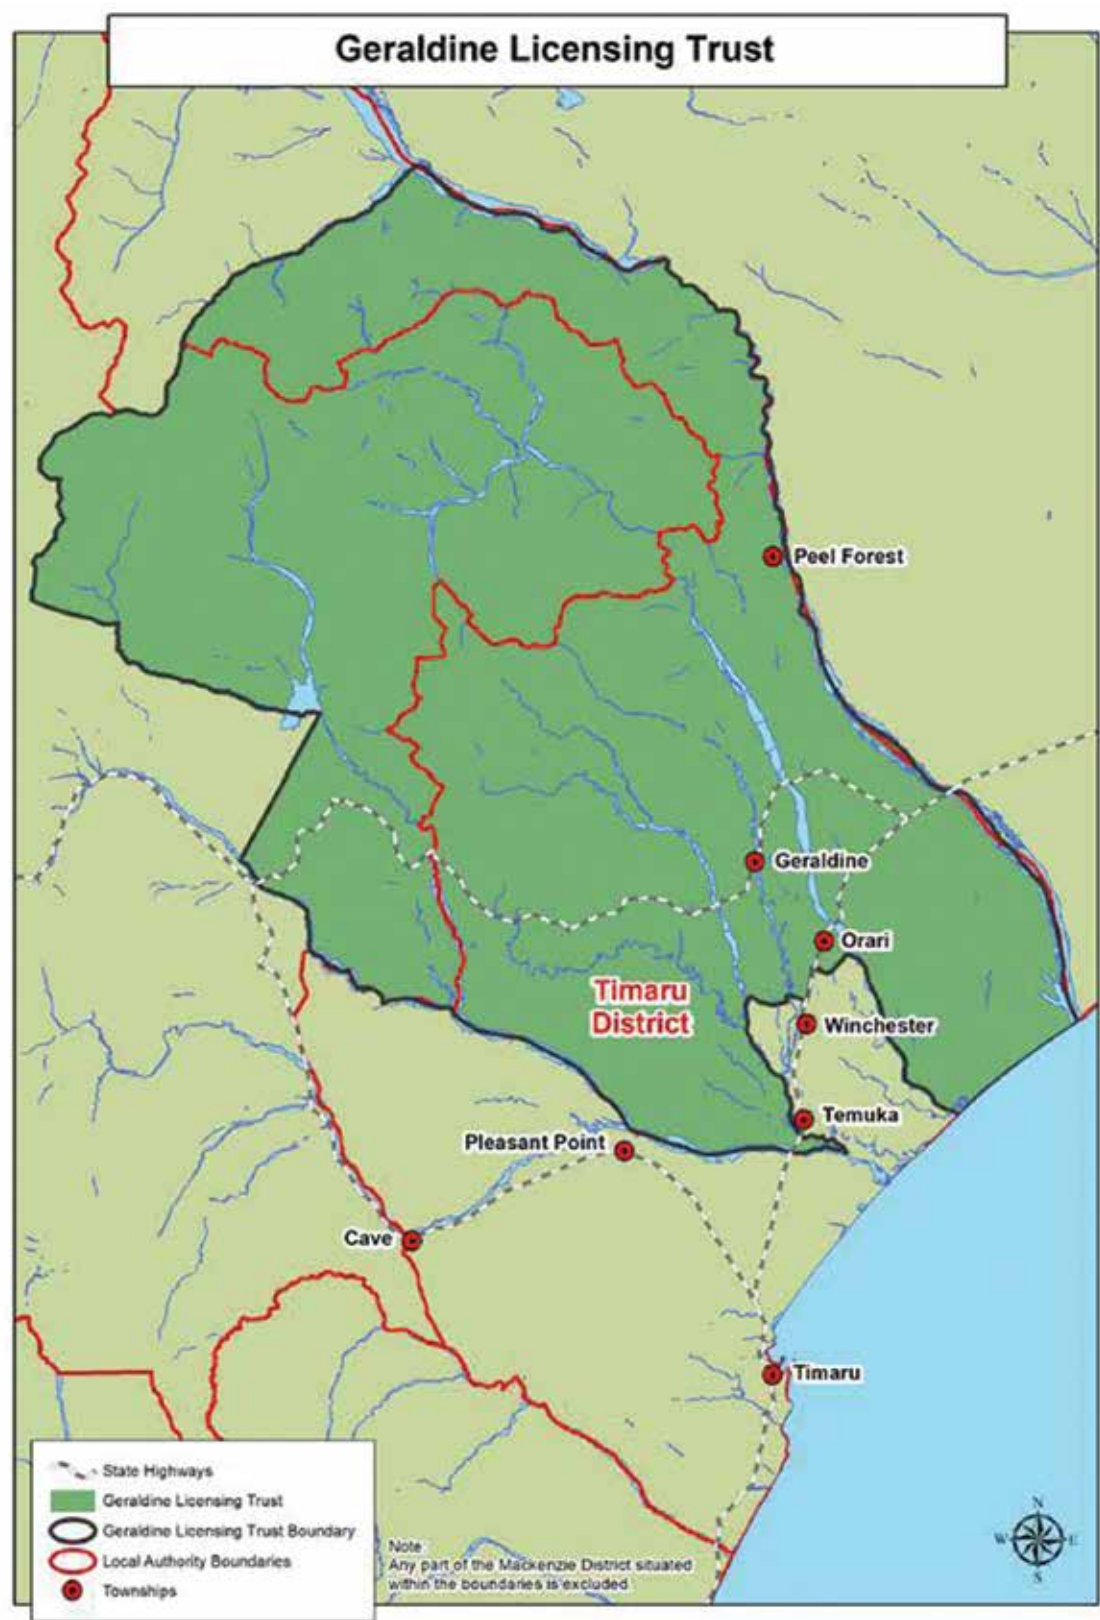 Geraldine Licensing Trust
Peel Forest
Geraldine
Orari
Timaru
District
Winchester
Temuka
Pleasant Point
Cave
Timaru
State Highways
Geraldine Licensing Trust
Geraldine Licensing Trust Boundary
Local Authority Boundaries
Townships
Note
Any part of the Mackenzie District situated
within the boundaries is excluded.
N
W
E
S